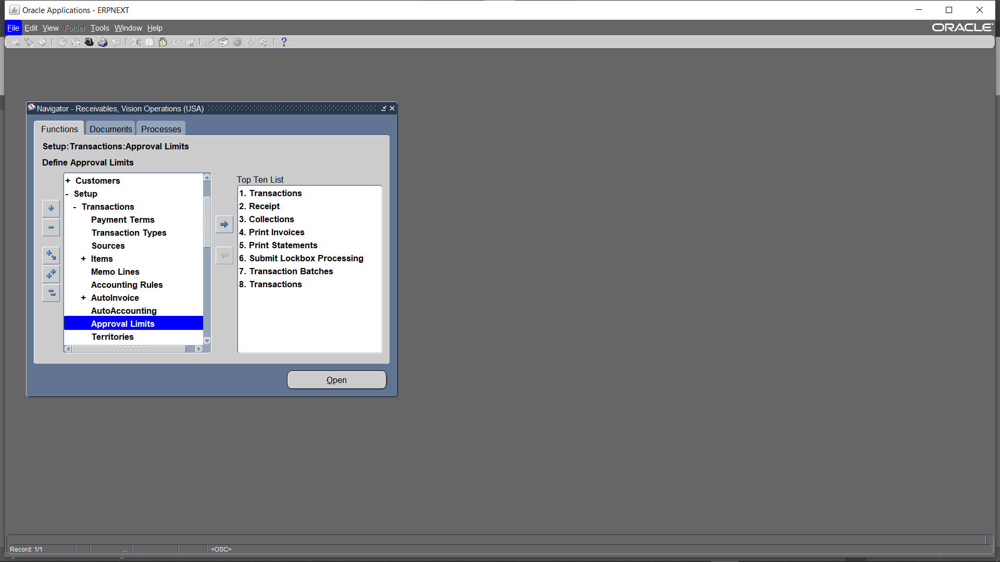 Oracle Applications - ERPNEXT
File Edit View Folder Tools Window Help
ORACLE
?
Navigator - Receivables, Vision Operations (USA)
Functions Documents Processes
Setup:Transactions:Approval Limits
Define Approval Limits
+ Customers
- Setup
- Transactions
Payment Terms
Transaction Types
Sources
+ Items
Memo Lines
Accounting Rules
+ AutoInvoice
AutoAccounting
Approval Limits
Territories
Top Ten List
1. Transactions
2. Receipt
3. Collections
4. Print Invoices
5. Print Statements
6. Submit Lockbox Processing
7. Transaction Batches
8. Transactions
Open
Record: 1/1 ... <OSC>